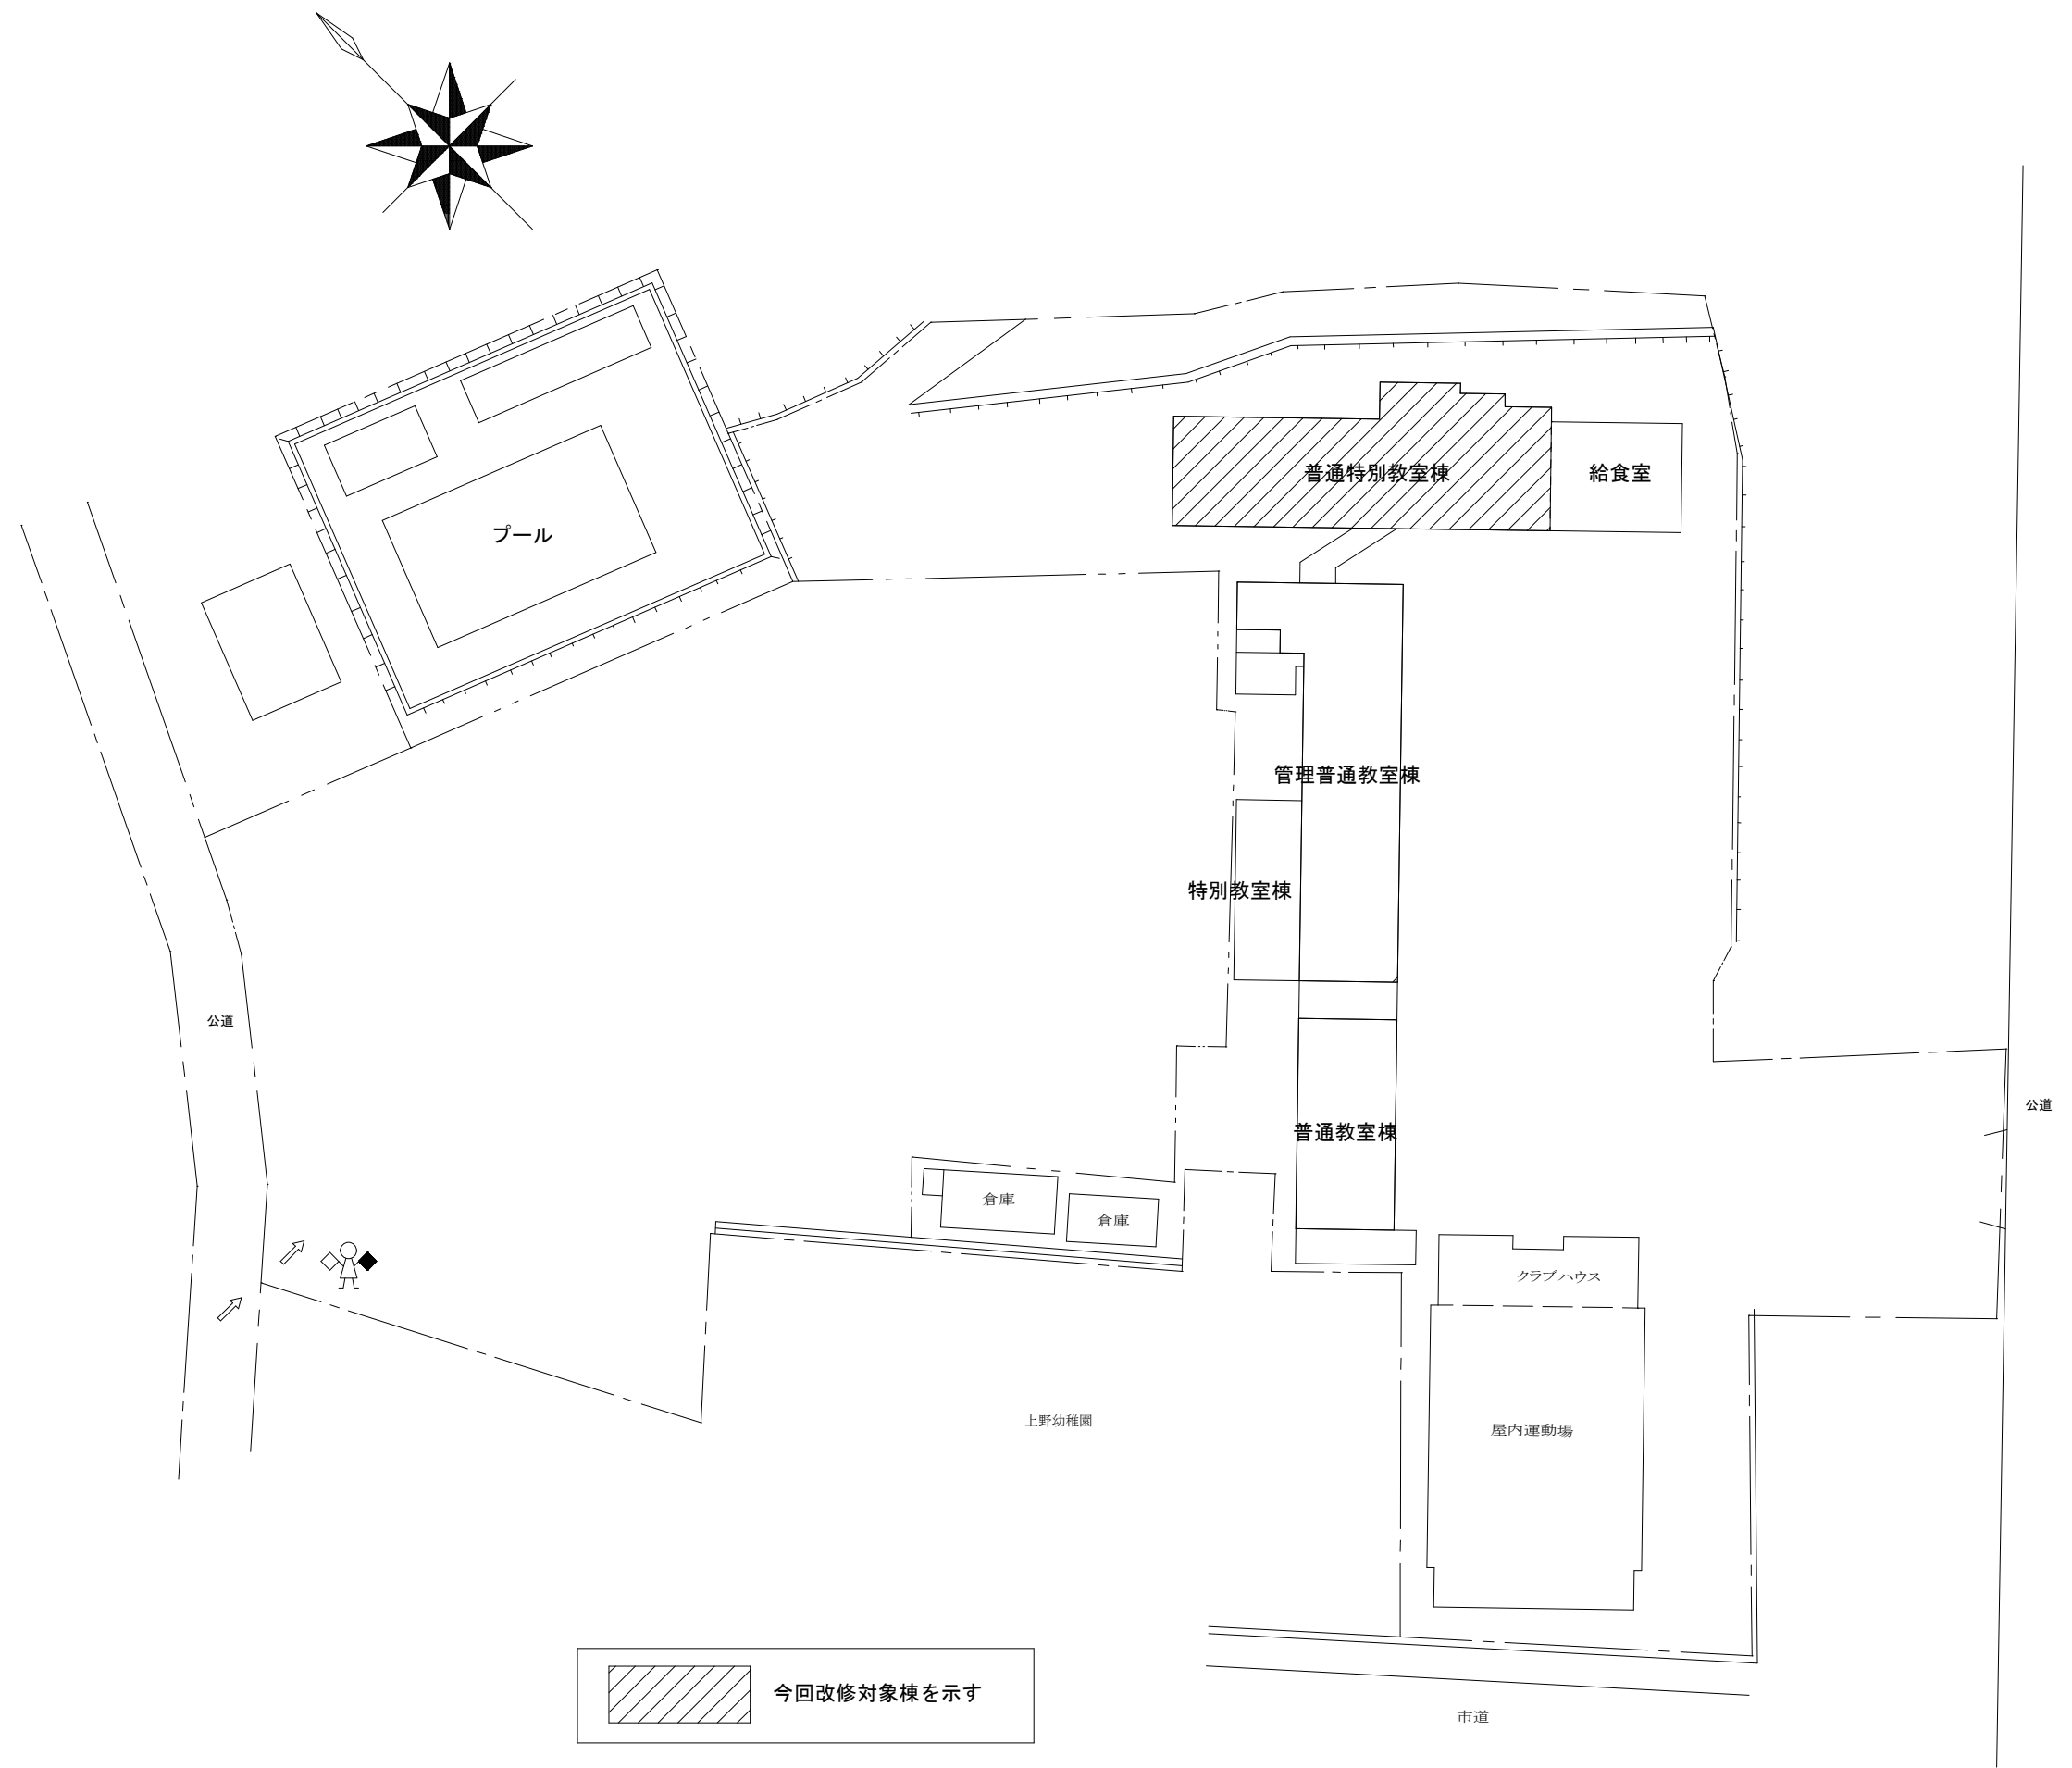 普通特別教室棟
給食室
プール
管理普通教室棟
特別教室棟
公道
公道
普通教室棟
倉庫
倉庫
クラブハウス
上野幼稚園
屋内運動場
今回改修対象棟を示す
市道